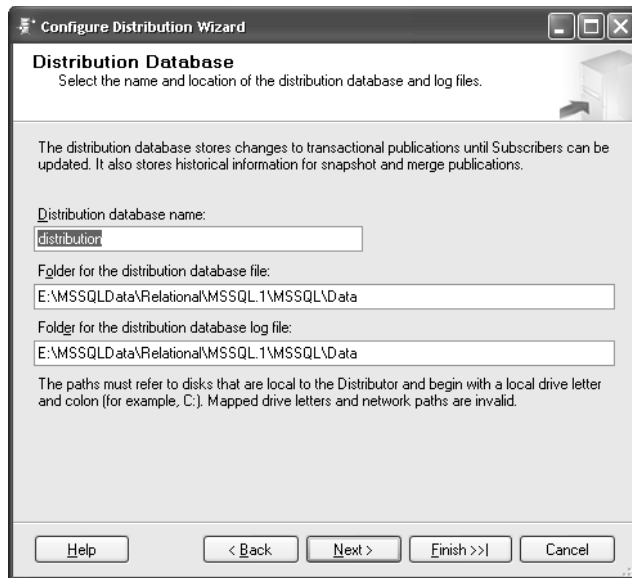 Configure Distribution Wizard
Distribution Database
Select the name and location of the distribution database and log files.
The distribution database stores changes to transactional publications until Subscribers can be
updated. It also stores historical information for snapshot and merge publications.
Distribution database name:
distribution
Folder for the distribution database file:
E:\MSSQLData\Relational\MSSQL.1\MSSQL\Data
Folder for the distribution database log file:
E:\MSSQLData\Relational\MSSQL.1\MSSQL\Data
The paths must refer to disks that are local to the Distributor and begin with a local drive letter
and colon (for example, C:). Mapped drive letters and network paths are invalid.
Help < Back Next > Finish >>| Cancel